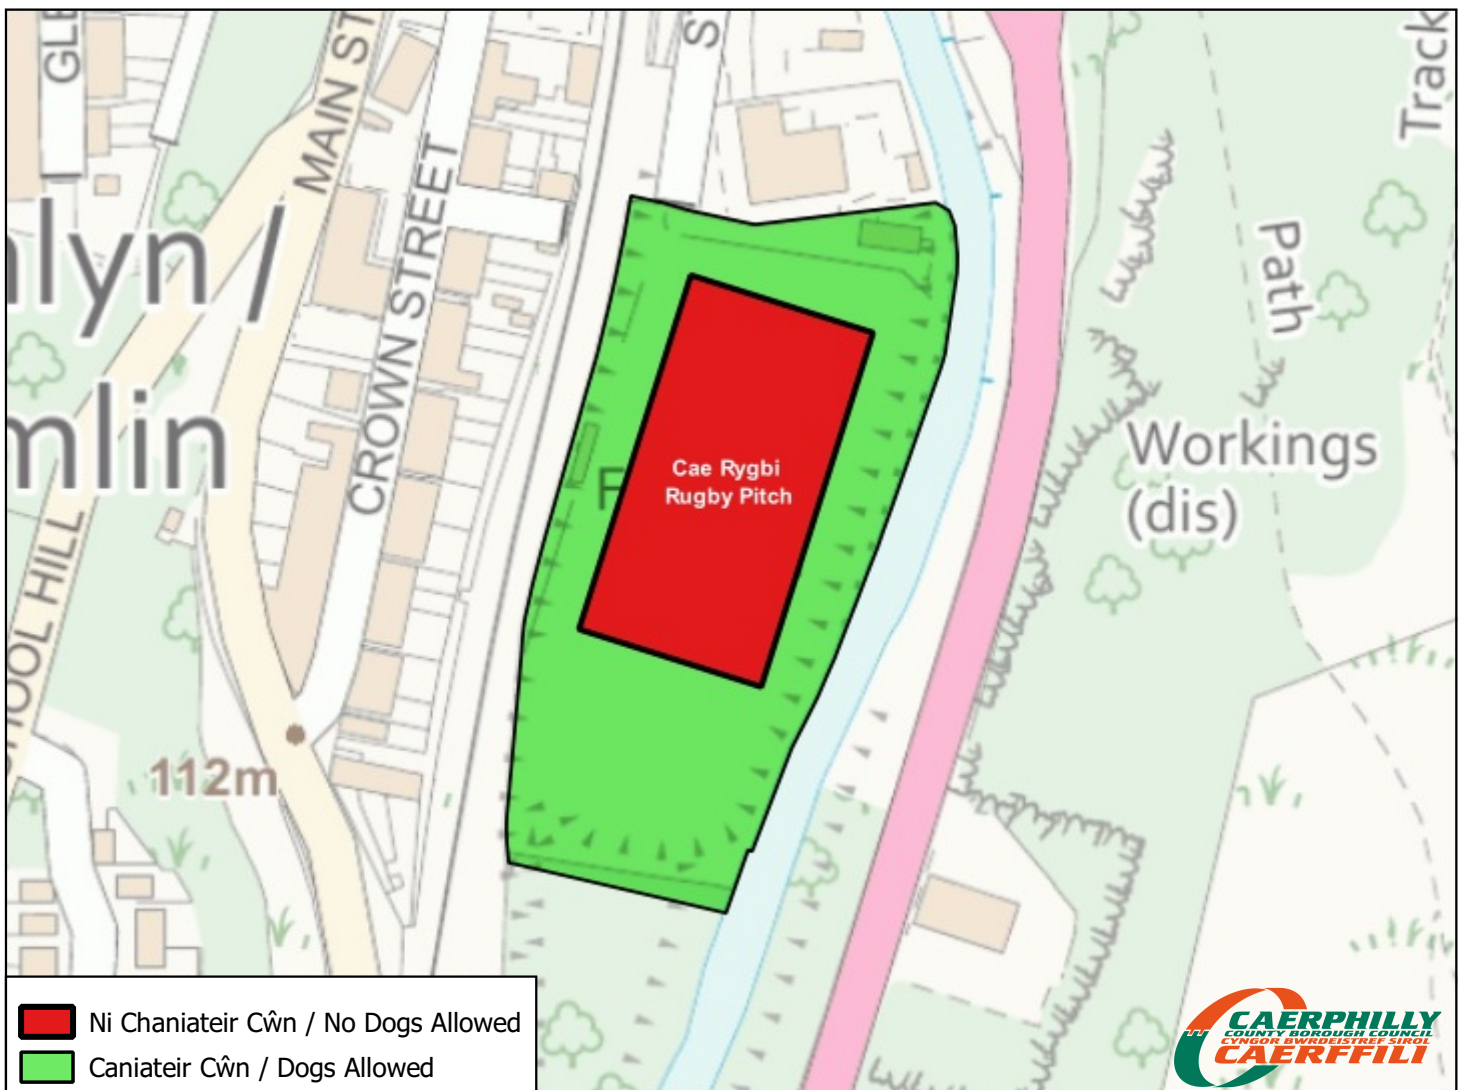 MAIN ST
CROWN STREET
Track
Path
Workings
(dis)
112m
Cae Rygbi
Rugby Pitch
Ni Chaniateir Cŵn / No Dogs Allowed
Caniateir Cŵn / Dogs Allowed
CAERPHILLY
COUNTY BOROUGH COUNCIL
CYNGOR BWRDEISTREF SIROL
CAERFFILI